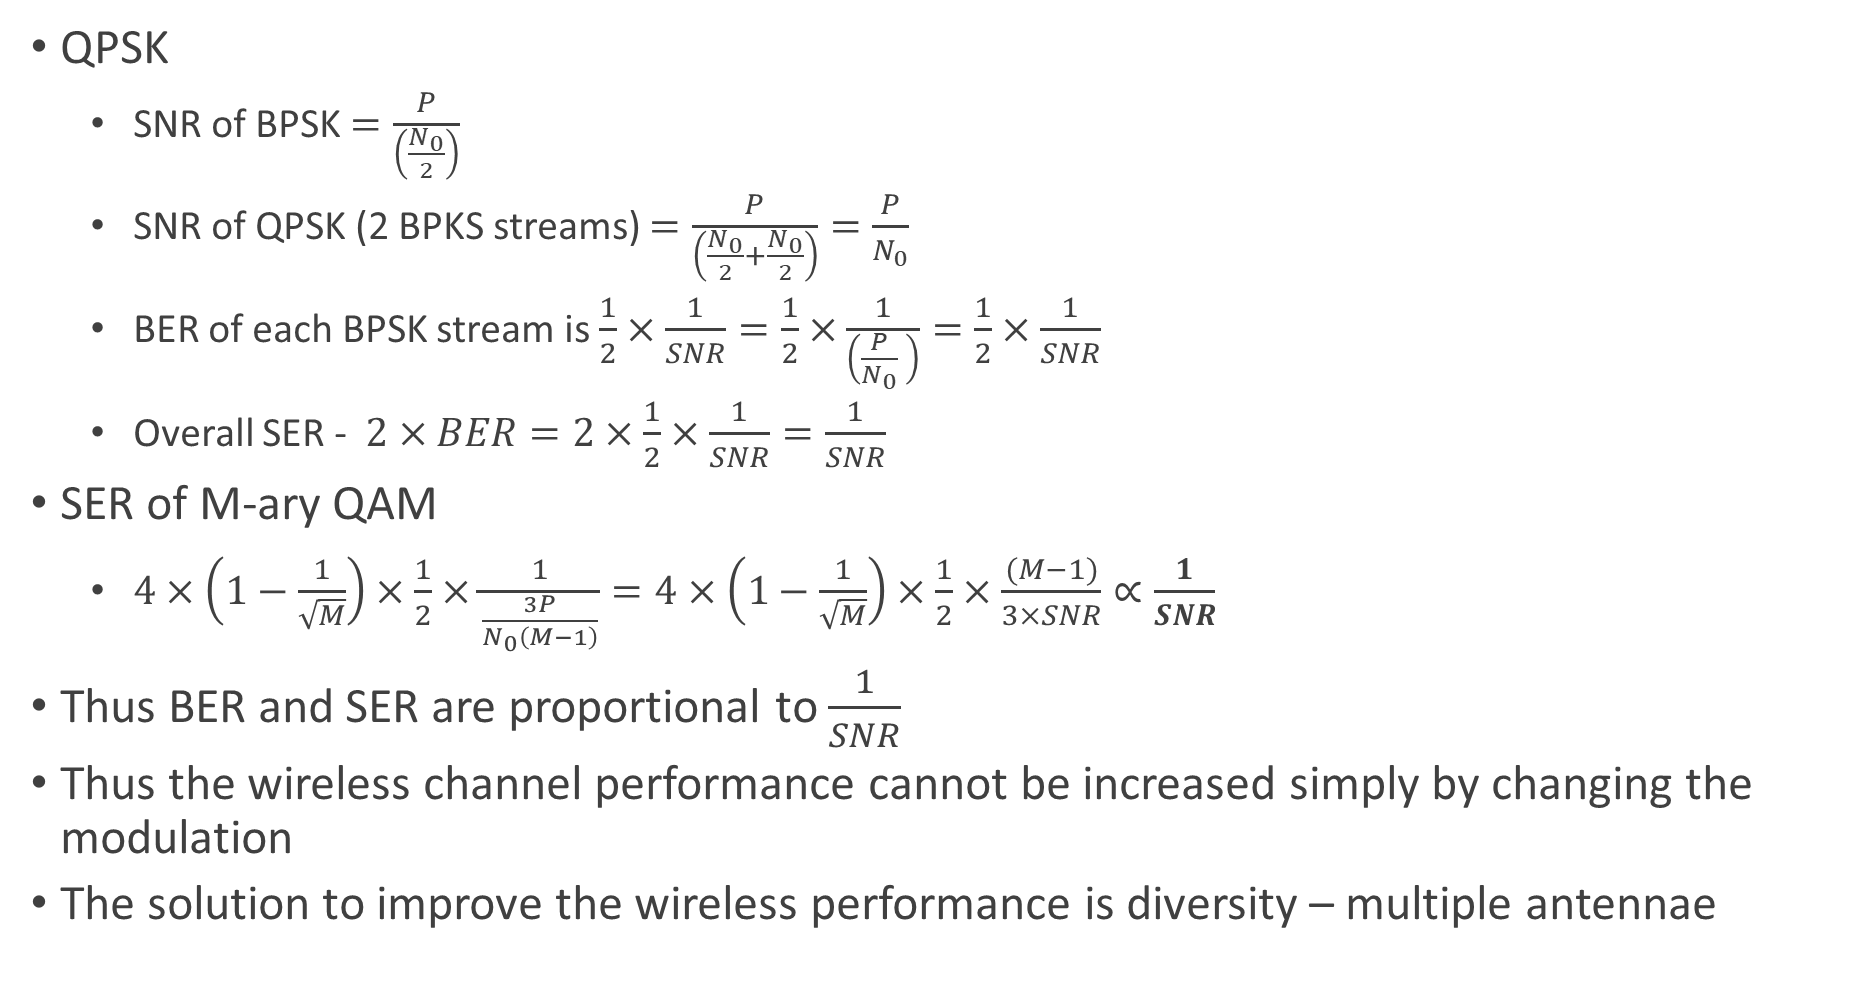 • QPSK
• SNR of BPSK = P/(N₀/2)
• SNR of QPSK (2 BPKS streams) = P/(N₀/2 + N₀/2) = P/N₀
• BER of each BPSK stream is 1/2 × 1/SNR = 1/2 × 1/(P/N₀) = 1/2 × 1/SNR
• Overall SER - 2 × BER = 2 × 1/2 × 1/SNR = 1/SNR
• SER of M-ary QAM
• 4 × (1 − 1/√M) × 1/2 × 1/(3P/(N₀(M−1))) = 4 × (1 − 1/√M) × 1/2 × (M−1)/(3×SNR) ∝ 1/SNR
• Thus BER and SER are proportional to 1/SNR
• Thus the wireless channel performance cannot be increased simply by changing the
modulation
• The solution to improve the wireless performance is diversity – multiple antennae